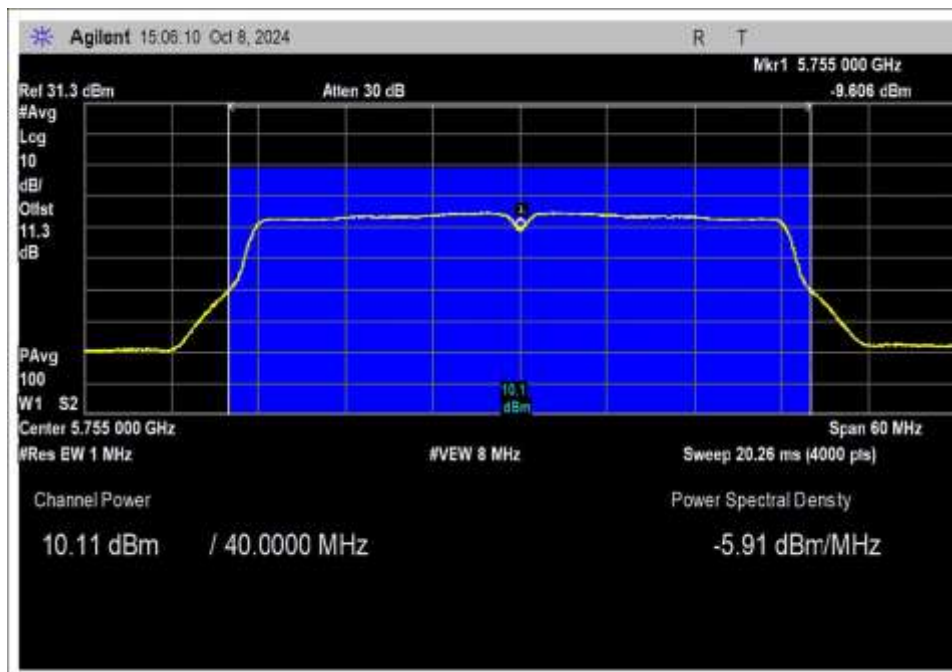 Agilent 15:06:10 Oct 8, 2024 R T
Mkr1 5.755 000 GHz
Ref 31.3 dBm Atten 30 dB -9.606 dBm
#Avg
Log
10
dB/
Offst
11.3
dB
1
PAvg
100
W1 S2
10.1
dBm
Center 5.755 000 GHz Span 60 MHz
#Res BW 1 MHz #VBW 8 MHz Sweep 20.26 ms (4000 pts)
Channel Power Power Spectral Density
10.11 dBm / 40.0000 MHz -5.91 dBm/MHz